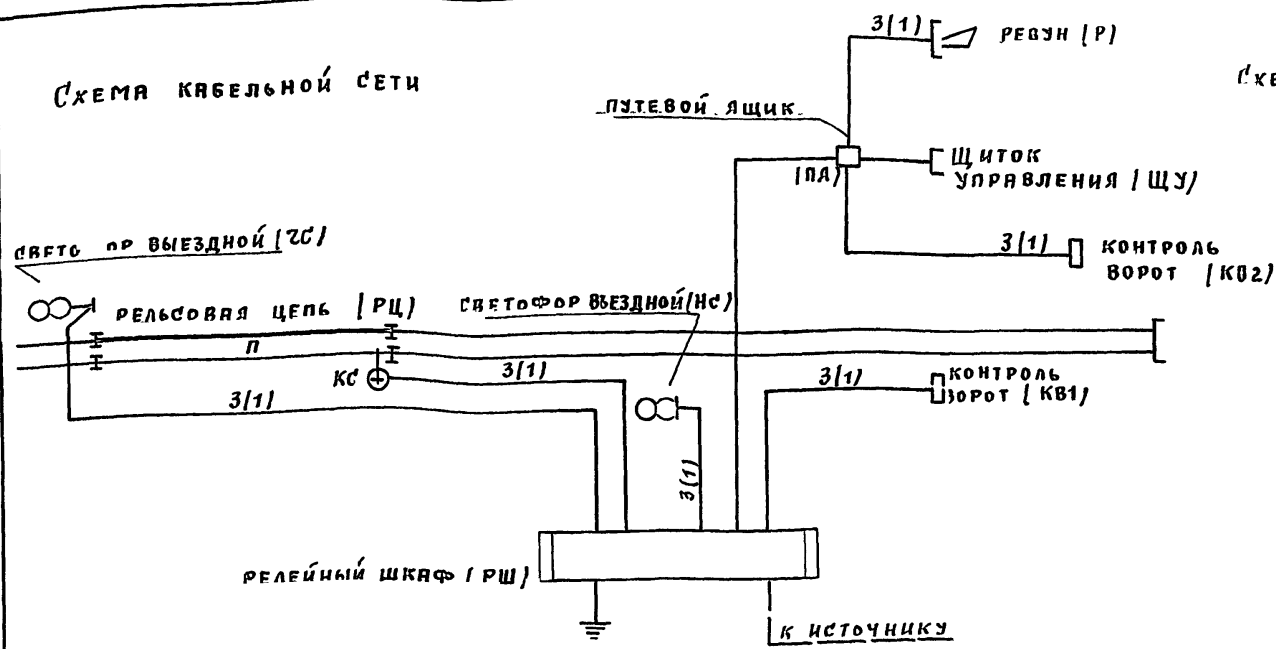 СХЕМА КАБЕЛЬНОЙ СЕТИ
3(1)
РЕВУН (Р)
ПУТЕВОЙ ЯЩИК
(ПЯ)
ЩИТОК
УПРАВЛЕНИЯ (ЩУ)
3(1)
КОНТРОЛЬ
ВОРОТ (КВ2)
ВЫЕЗДНОЙ (ЧС)
РЕЛЬСОВАЯ ЦЕПЬ (РЦ)
СВЕТОФОР ВЪЕЗДНОЙ (НС)
П
КС
3(1)
3(1)
КОНТРОЛЬ
ВОРОТ (КВ1)
3(1)
3(1)
РЕЛЕЙНЫЙ ШКАФ (РШ)
К ИСТОЧНИКУ